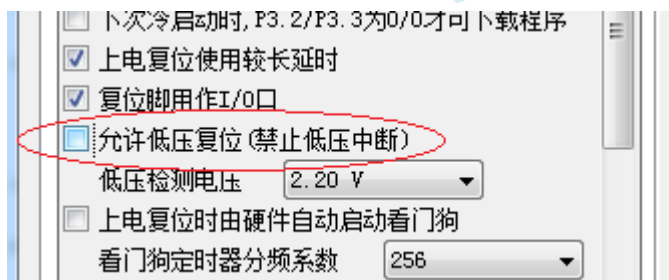 下次冷启动时, P3.2/P3.3为0/0才可下载程序
上电复位使用较长延时
复位脚用作I/O口
允许低压复位(禁止低压中断)
低压检测电压 2.20 V
上电复位时由硬件自动启动看门狗
看门狗定时器分频系数 256